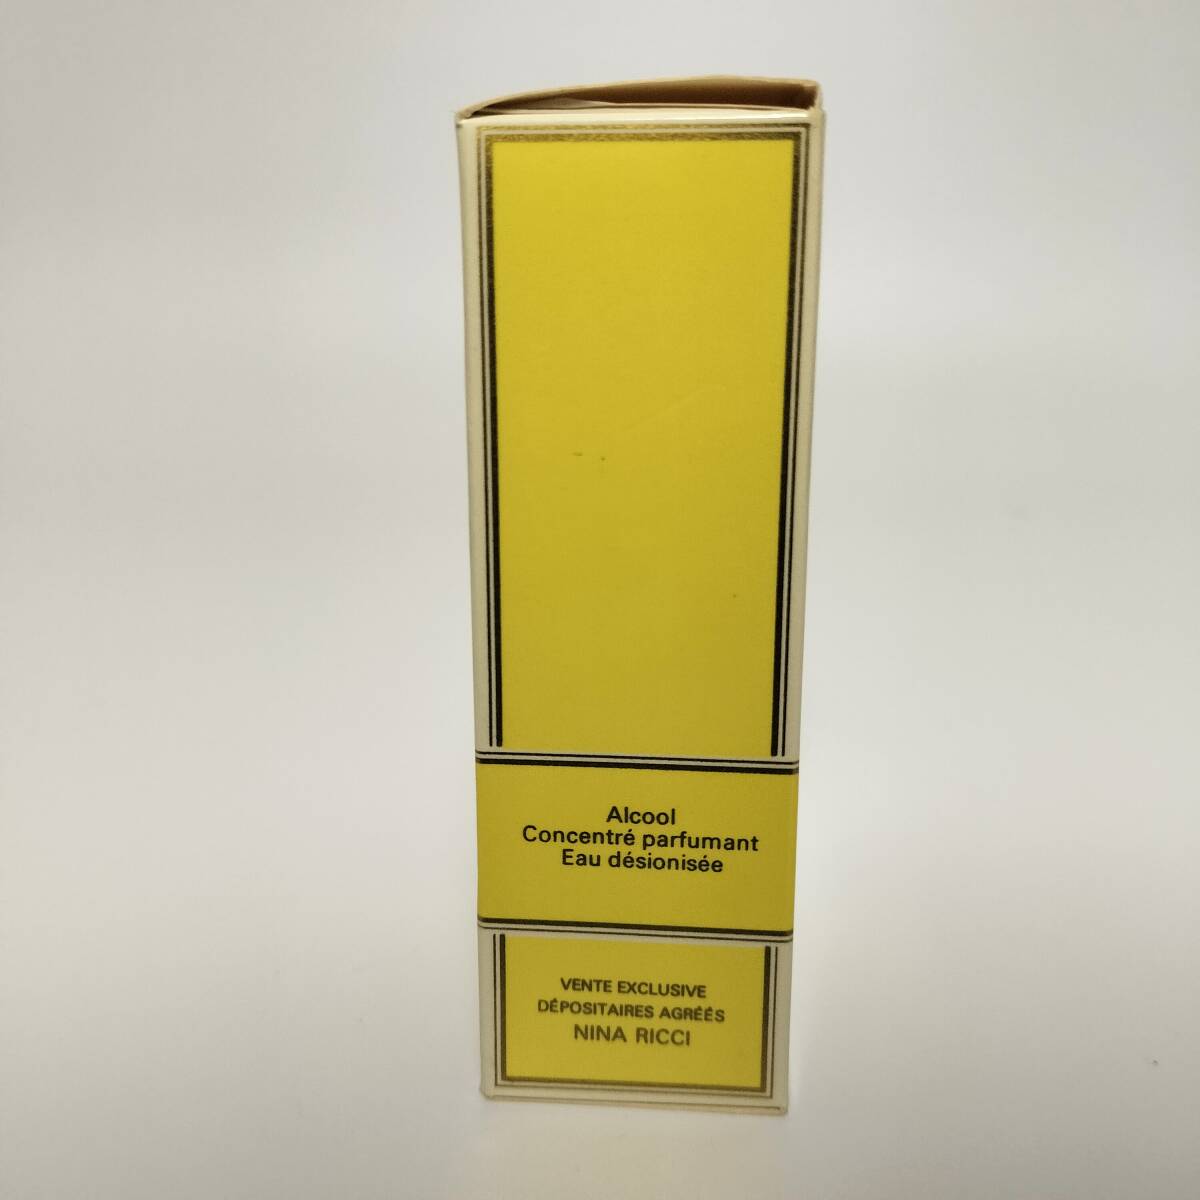 Alcool
Concentré parfumant
Eau désionisée
VENTE EXCLUSIVE
DÉPOSITAIRES AGRÉÉS
NINA RICCI